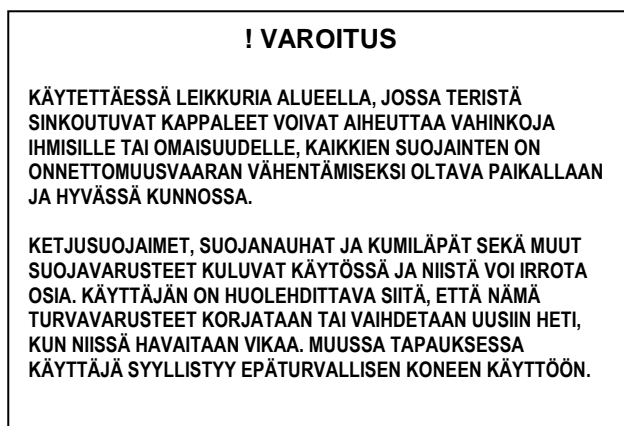 ! VAROITUS
KÄYTETTÄESSÄ LEIKKURIA ALUEELLA, JOSSA TERISTÄ
SINKOUTUVAT KAPPALEET VOIVAT AIHEUTTAA VAHINKOJA
IHMISILLE TAI OMAISUUDELLE, KAIKKIEN SUOJAINTEN ON
ONNETTOMUUSVAARAN VÄHENTÄMISEKSI OLTAVA PAIKALLAAN
JA HYVÄSSÄ KUNNOSSA.
KETJUSUOJAIMET, SUOJANAUHAT JA KUMILÄPÄT SEKÄ MUUT
SUOJAVARUSTEET KULUVAT KÄYTÖSSÄ JA NIISTÄ VOI IRROTA
OSIA. KÄYTTÄJÄN ON HUOLEHDITTAVA SIITÄ, ETTÄ NÄMÄ
TURVAVARUSTEET KORJATAAN TAI VAIHDETAAN UUSIIN HETI,
KUN NIISSÄ HAVAITAAN VIKAA. MUUSSA TAPAUKSESSA
KÄYTTÄJÄ SYYLLISTYY EPÄTURVALLISEN KONEEN KÄYTTÖÖN.